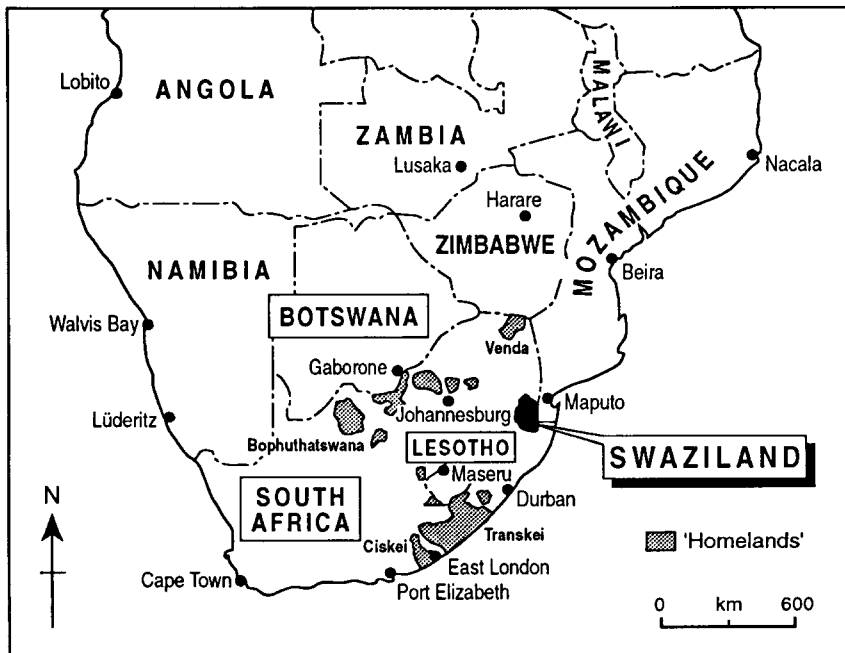 Lobito
ANGOLA
MALAWI
ZAMBIA
Lusaka
Nacala
MOZAMBIQUE
Harare
ZIMBABWE
NAMIBIA
Beira
BOTSWANA
Walvis Bay
Venda
Gaborone
Maputo
Johannesburg
Lüderitz
Bophuthatswana
LESOTHO
SWAZILAND
Maseru
SOUTH
AFRICA
Durban
N
Transkei
Ciskei
'Homelands'
East London
Cape Town
Port Elizabeth
0 km 600